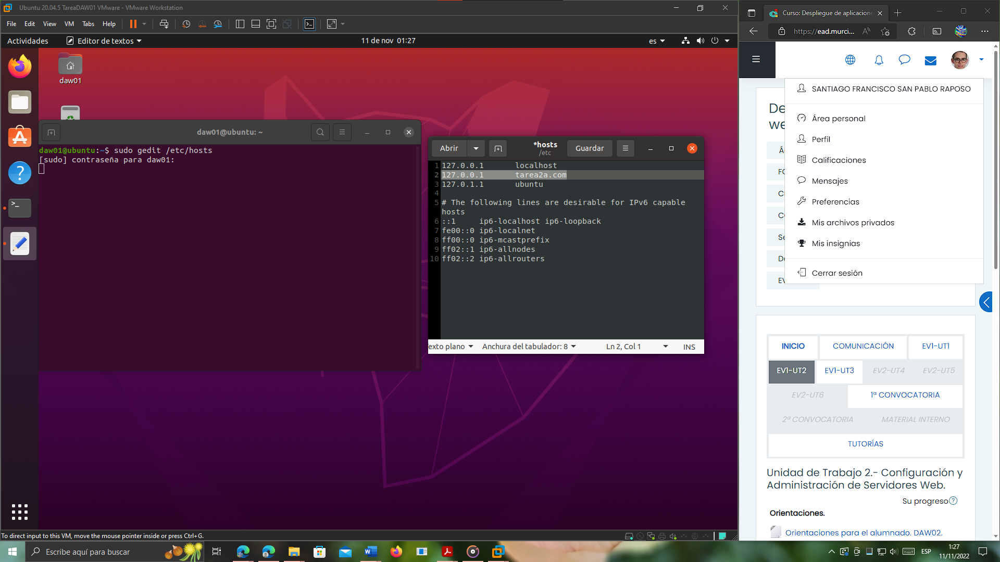 Ubuntu 20.04.5 TareaDAW01 VMware - VMware Workstation
File Edit View VM Tabs Help
Actividades Editor de textos 11 de nov 01:27 es
daw01
daw01@ubuntu: ~
daw01@ubuntu:~$ sudo gedit /etc/hosts
[sudo] contraseña para daw01:
Abrir *hosts Guardar
/etc
1 127.0.0.1 localhost
2 127.0.0.1 tarea2a.com
3 127.0.1.1 ubuntu
4
5 # The following lines are desirable for IPv6 capable
hosts
6 ::1 ip6-localhost ip6-loopback
7 fe00::0 ip6-localnet
8 ff00::0 ip6-mcastprefix
9 ff02::1 ip6-allnodes
10 ff02::2 ip6-allrouters
exto plano Anchura del tabulador: 8 Ln 2, Col 1 INS
To direct input to this VM, move the mouse pointer inside or press Ctrl+G.
Curso: Despliegue de aplicacione
https://ead.murci...
SANTIAGO FRANCISCO SAN PABLO RAPOSO
Área personal
Perfil
Calificaciones
Mensajes
Preferencias
Mis archivos privados
Mis insignias
Cerrar sesión
De
we
FO
Se
EV
INICIO COMUNICACIÓN EV1-UT1
EV1-UT2 EV1-UT3 EV2-UT4 EV2-UT5
EV2-UT6 1ª CONVOCATORIA
2ª CONVOCATORIA MATERIAL INTERNO
TUTORÍAS
Unidad de Trabajo 2.- Configuración y
Administración de Servidores Web.
Su progreso
Orientaciones.
Orientaciones para el alumnado. DAW02.
Escribe aquí para buscar
ESP
1:27
11/11/2022